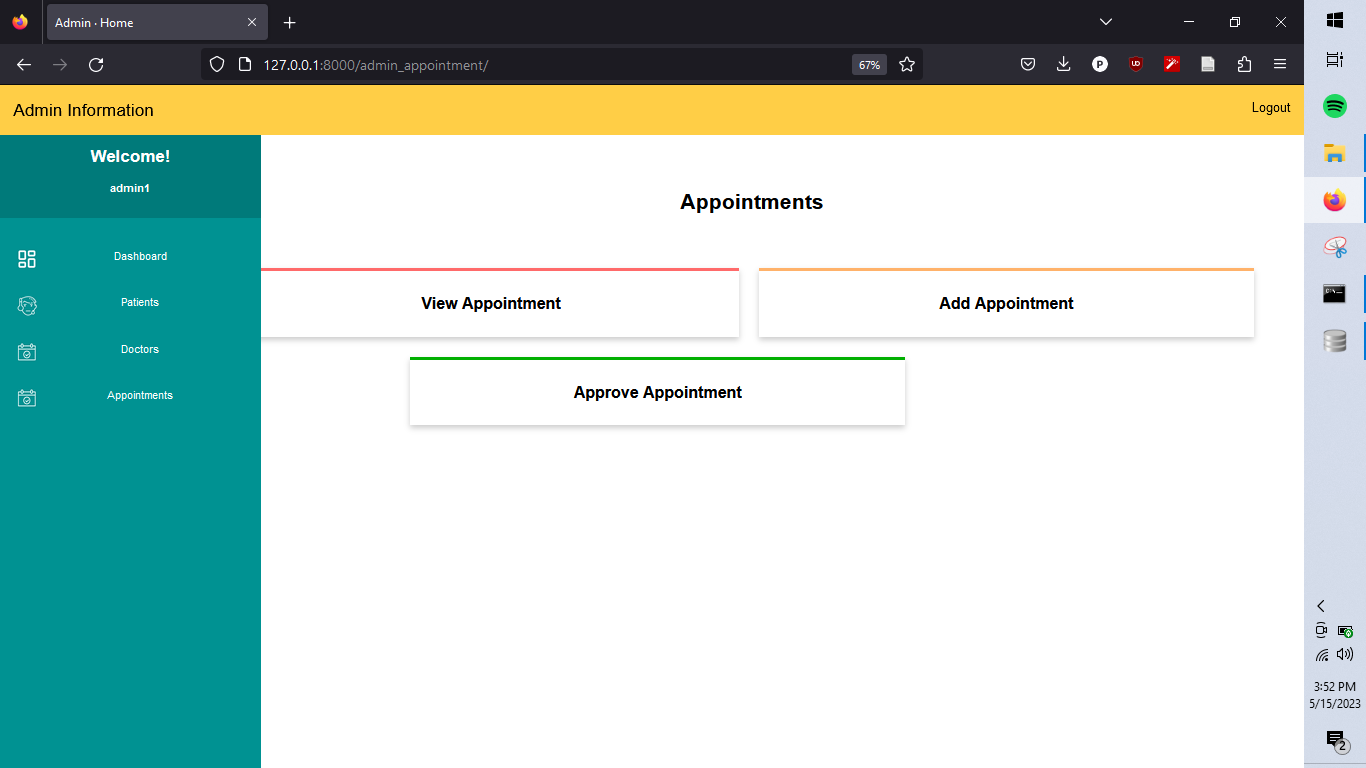 Admin · Home
127.0.0.1:8000/admin_appointment/
67%
P
UD
Admin Information
Logout
Welcome!
admin1
Dashboard
Patients
Doctors
Appointments
Appointments
View Appointment
Add Appointment
Approve Appointment
3:52 PM
5/15/2023
2